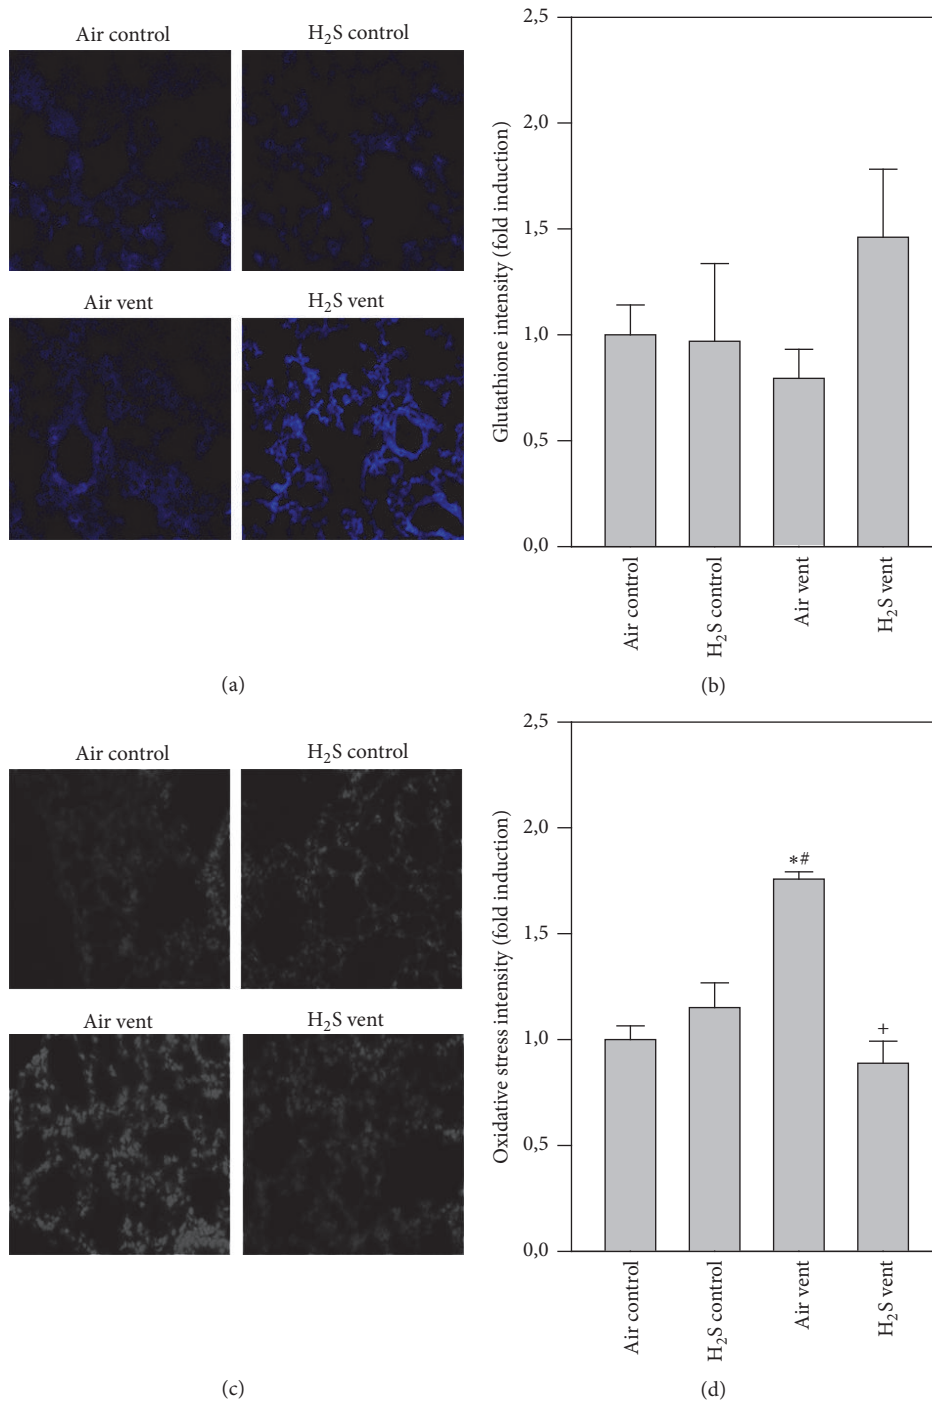 Air control
H₂S control
Air vent
H₂S vent
(a)
2,5
2,0
1,5
1,0
0,5
0,0
Glutathione intensity (fold induction)
Air control
H₂S control
Air vent
H₂S vent
(b)
Air control
H₂S control
Air vent
H₂S vent
(c)
2,5
2,0
1,5
1,0
0,5
0,0
Oxidative stress intensity (fold induction)
*#
+
Air control
H₂S control
Air vent
H₂S vent
(d)